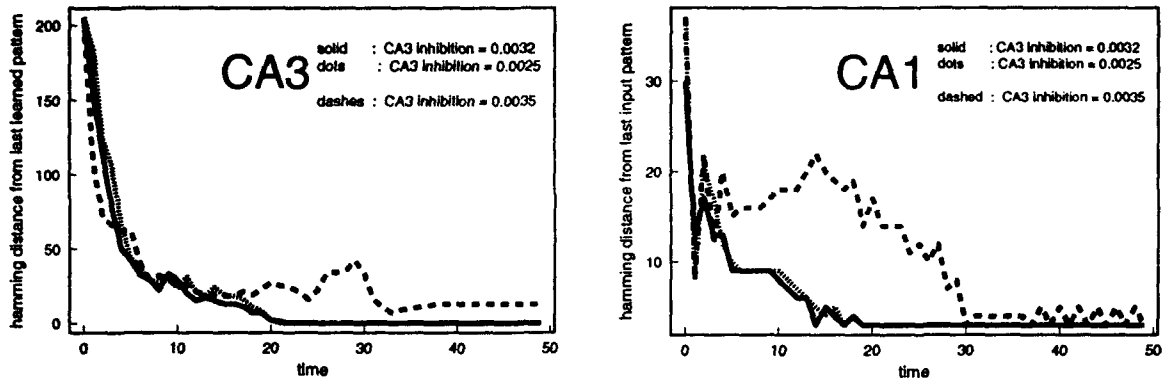 hamming distance from last learned pattern
200
150
100
50
0
CA3
solid : CA3 inhibition = 0.0032
dots : CA3 inhibition = 0.0025
dashes : CA3 inhibition = 0.0035
0 10 20 30 40 50
time
hamming distance from last input pattern
30
20
10
CA1
solid : CA3 inhibition = 0.0032
dots : CA3 inhibition = 0.0025
dashed : CA3 inhibition = 0.0035
0 10 20 30 40 50
time